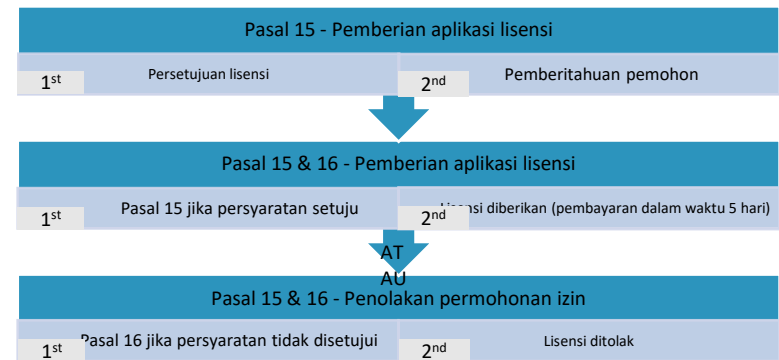 Pasal 15 - Pemberian aplikasi lisensi
1st Persetujuan lisensi 2nd Pemberitahuan pemohon
Pasal 15 & 16 - Pemberian aplikasi lisensi
1st Pasal 15 jika persyaratan setuju 2nd Lisensi diberikan (pembayaran dalam waktu 5 hari)
AT
AU
Pasal 15 & 16 - Penolakan permohonan izin
1st Pasal 16 jika persyaratan tidak disetujui 2nd Lisensi ditolak